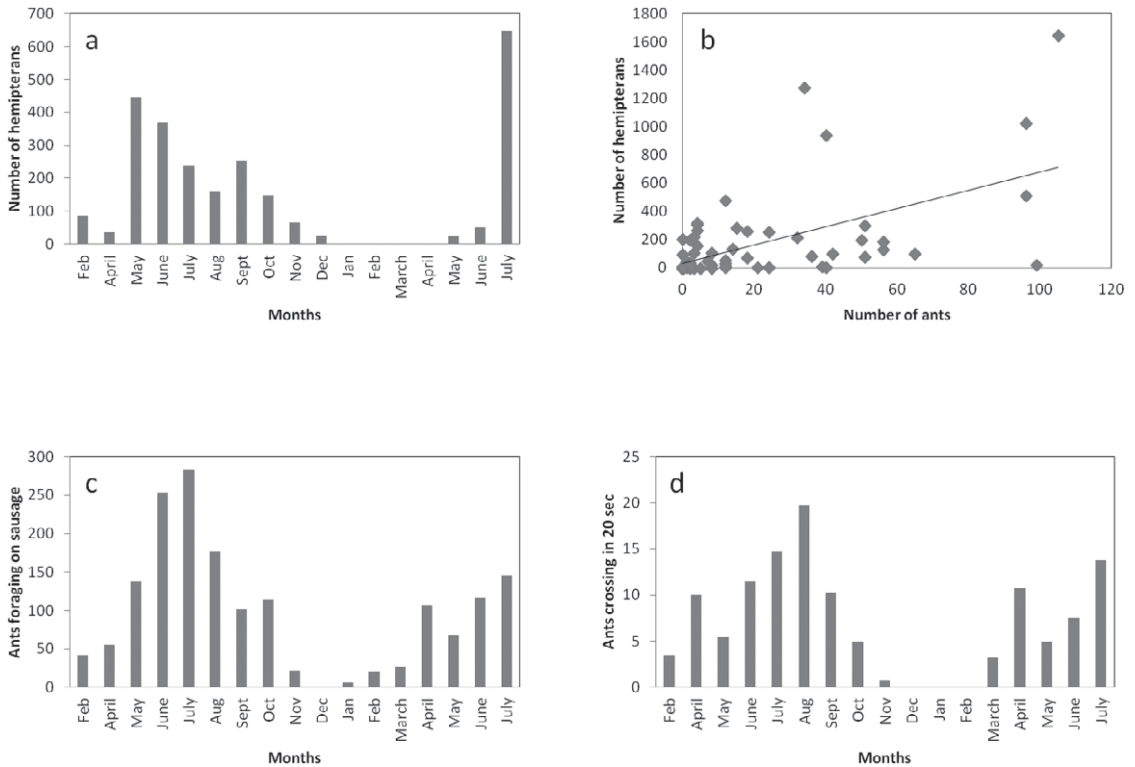 a
Number of hemipterans
700
600
500
400
300
200
100
0
Feb
April
May
June
July
Aug
Sept
Oct
Nov
Dec
Jan
Feb
March
April
May
June
July
Months
b
Number of hemipterans
1800
1600
1400
1200
1000
800
600
400
200
0
0 20 40 60 80 100 120
Number of ants
c
Ants foraging on sausage
300
250
200
150
100
50
0
Feb
April
May
June
July
Aug
Sept
Oct
Nov
Dec
Jan
Feb
March
April
May
June
July
Months
d
Ants crossing in 20 sec
25
20
15
10
5
0
Feb
April
May
June
July
Aug
Sept
Oct
Nov
Dec
Jan
Feb
March
April
May
June
July
Months